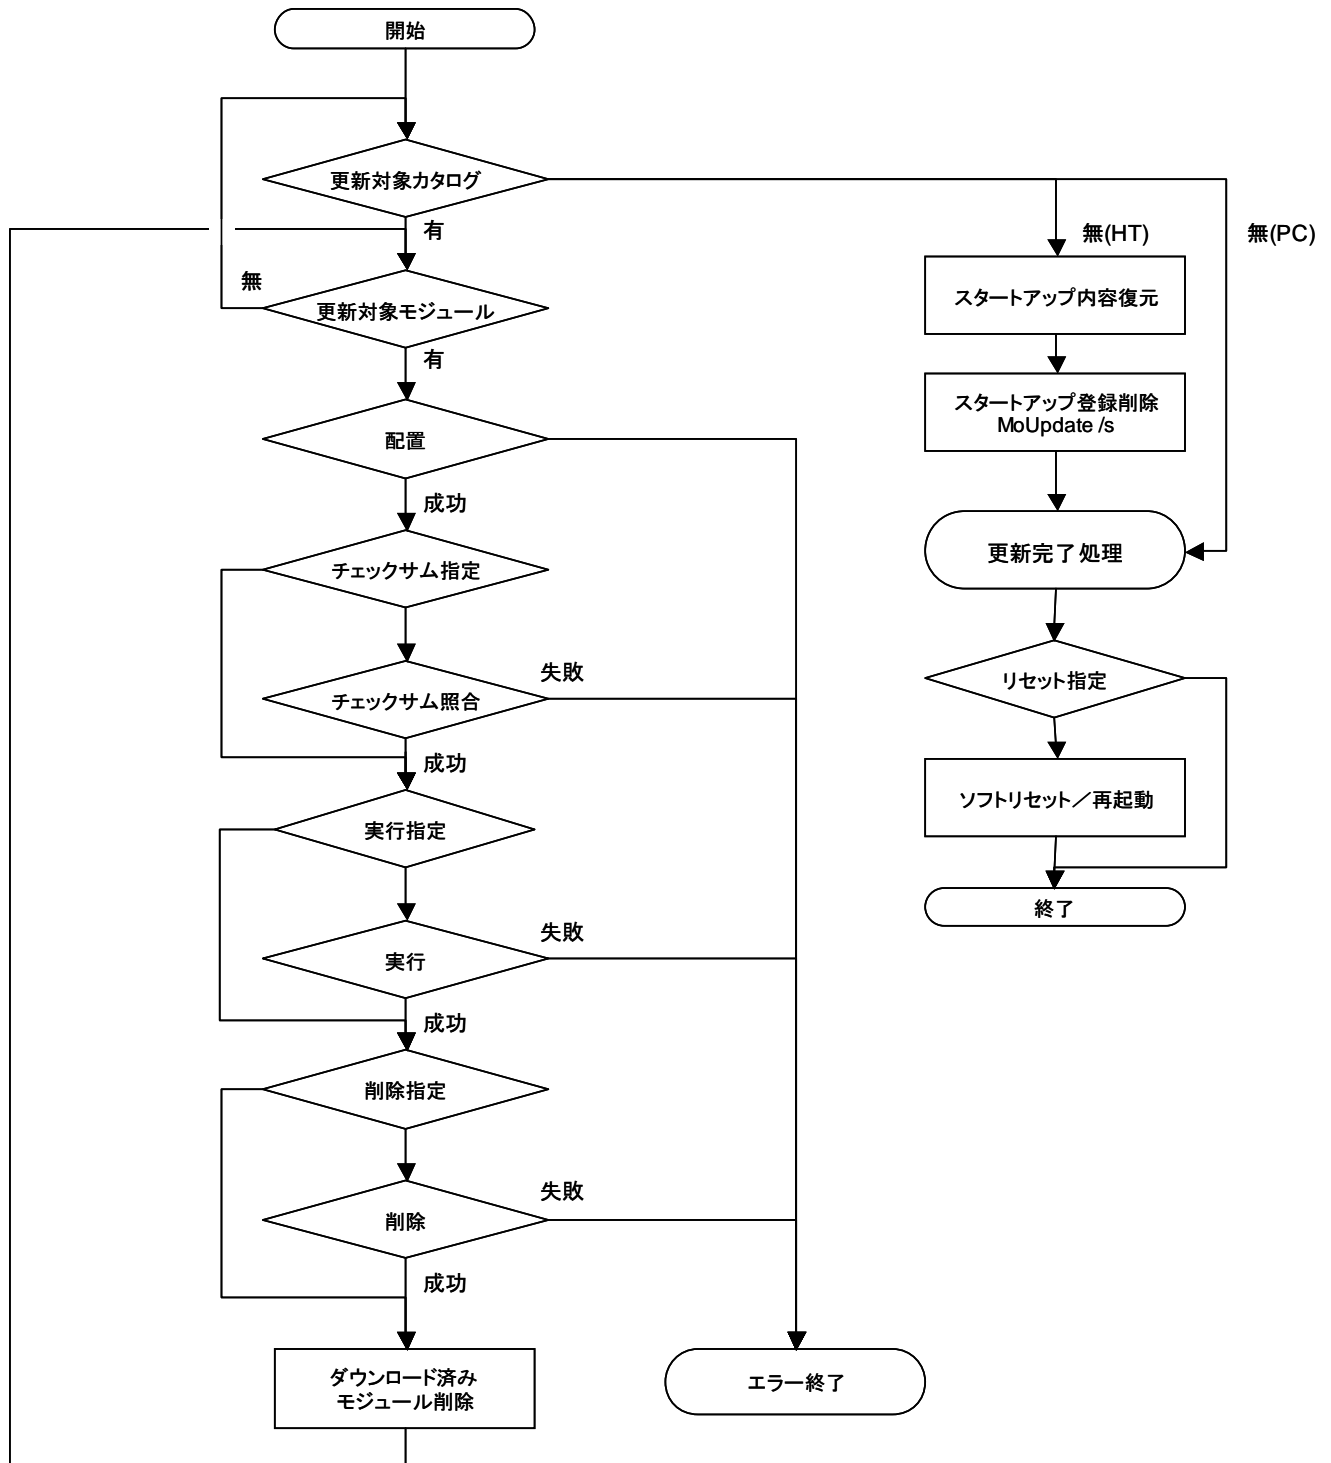 開始
更新対象カタログ
有
無(HT)
無(PC)
無
更新対象モジュール
スタートアップ内容復元
有
スタートアップ登録削除
MoUpdate /s
配置
成功
更新完了処理
チェックサム指定
失敗
チェックサム照合
リセット指定
成功
実行指定
ソフトリセット／再起動
失敗
実行
終了
成功
削除指定
失敗
削除
成功
ダウンロード済み
モジュール削除
エラー終了